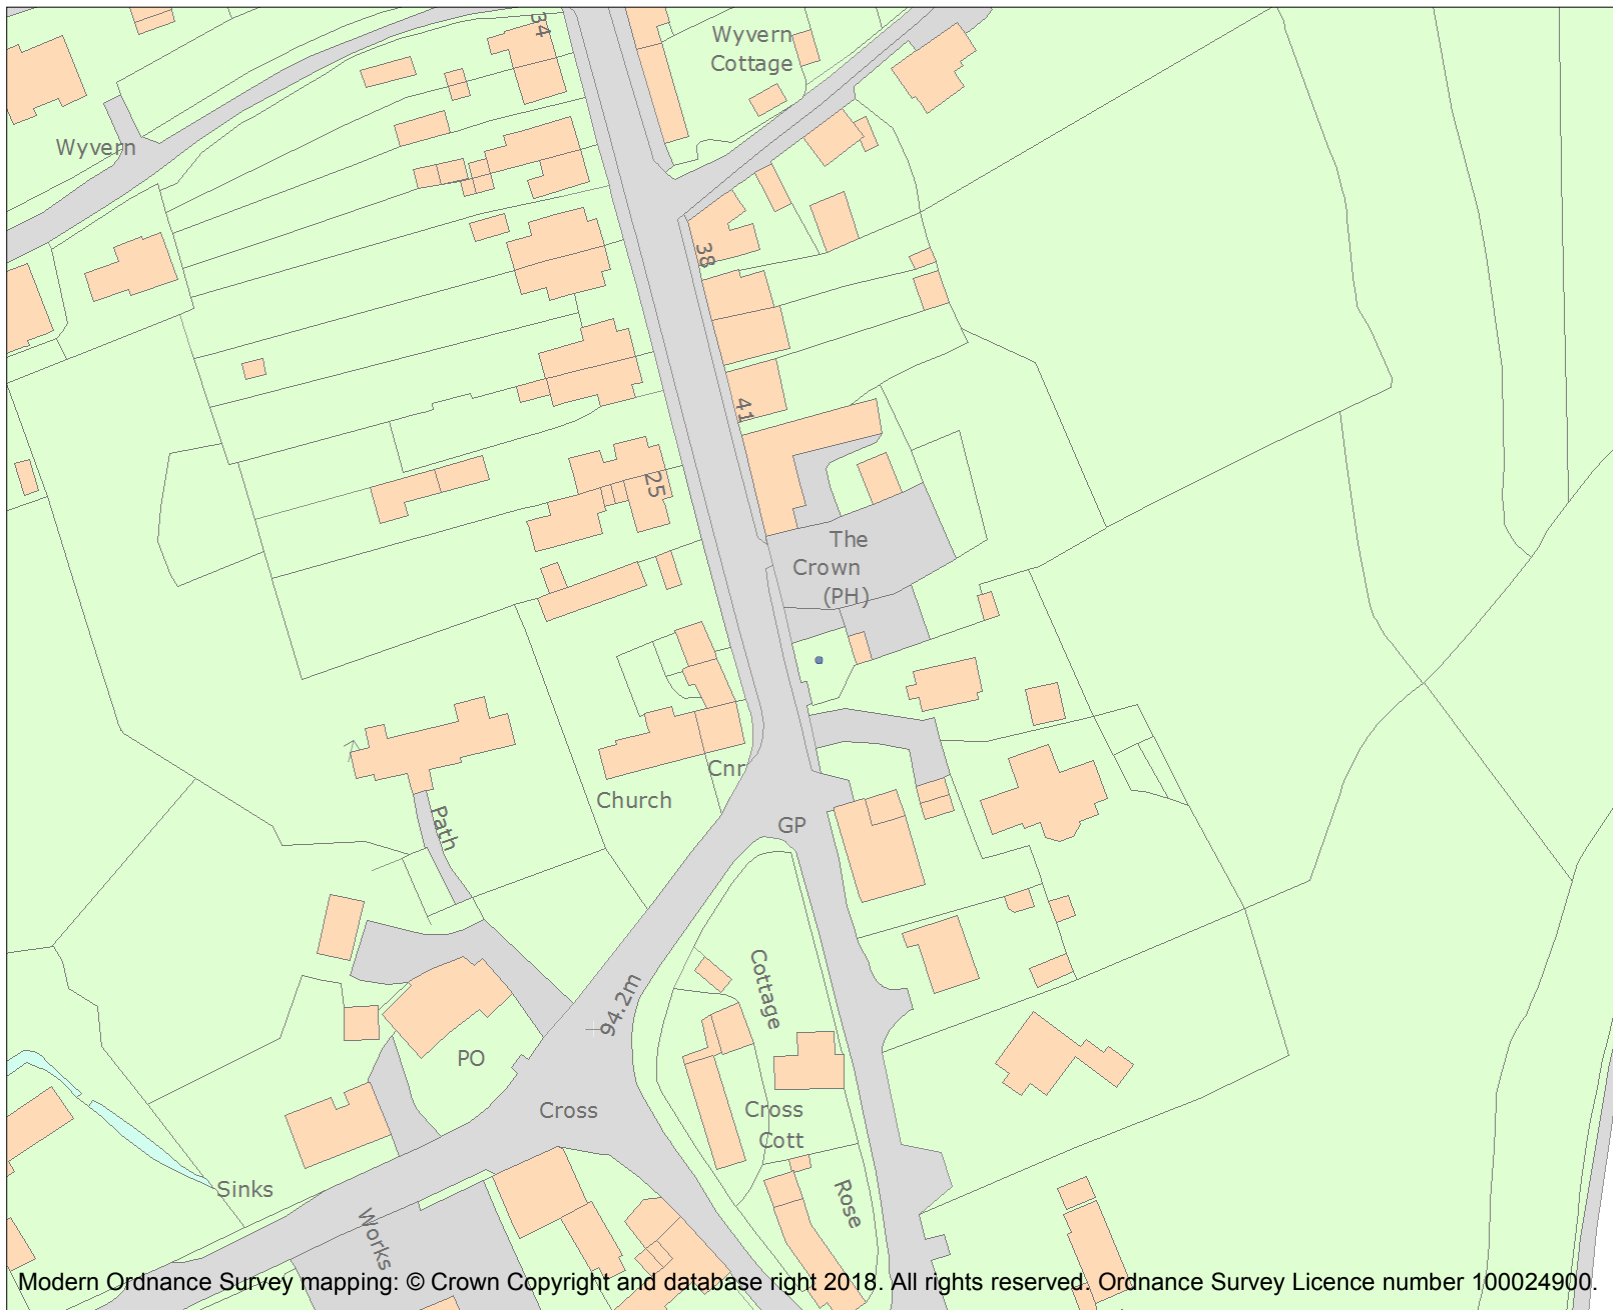 34
Wyvern
Cottage
Wyvern
38
41
25
The
Crown
(PH)
Cnr
Church
Path
GP
Cottage
94.2m
PO
Cross
Cross
Cott
Sinks
Rose
Works
Modern Ordnance Survey mapping: © Crown Copyright and database right 2018. All rights reserved. Ordnance Survey Licence number 100024900.